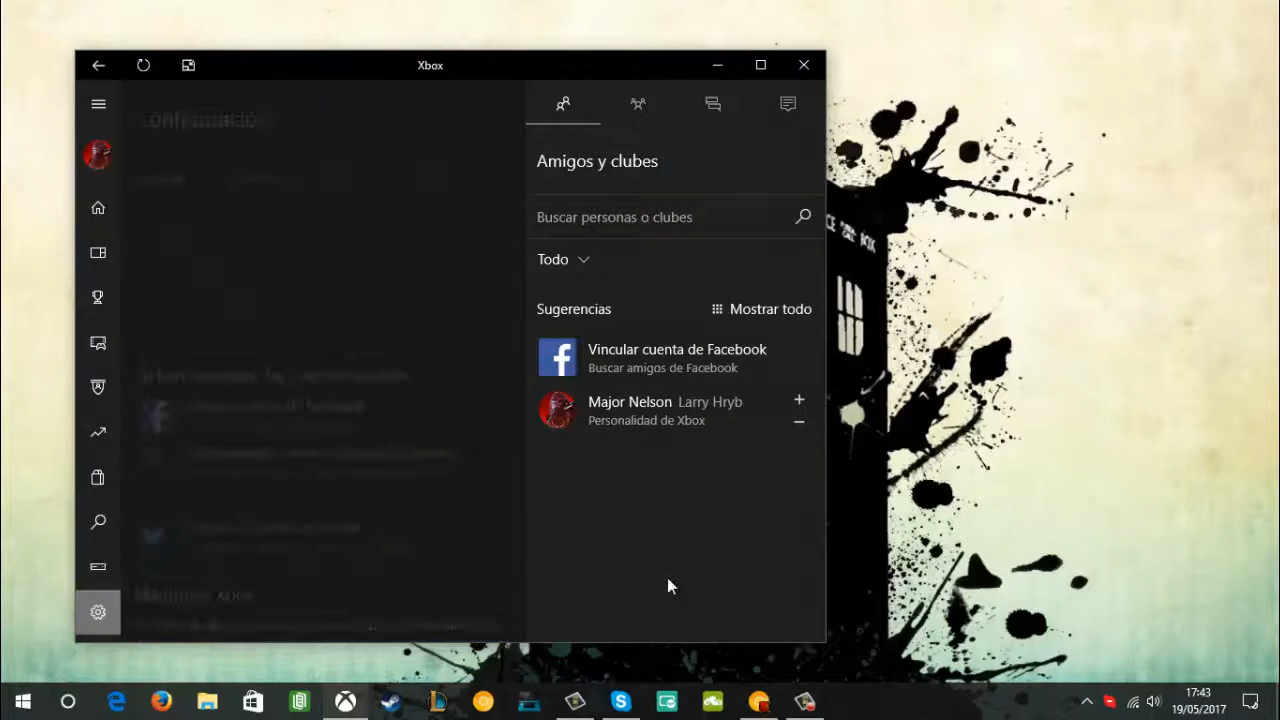 Xbox
Amigos y clubes
Buscar personas o clubes
Todo
Sugerencias
Mostrar todo
Vincular cuenta de Facebook
Buscar amigos de Facebook
Major Nelson Larry Hryb
Personalidad de Xbox
17:43
19/05/2017